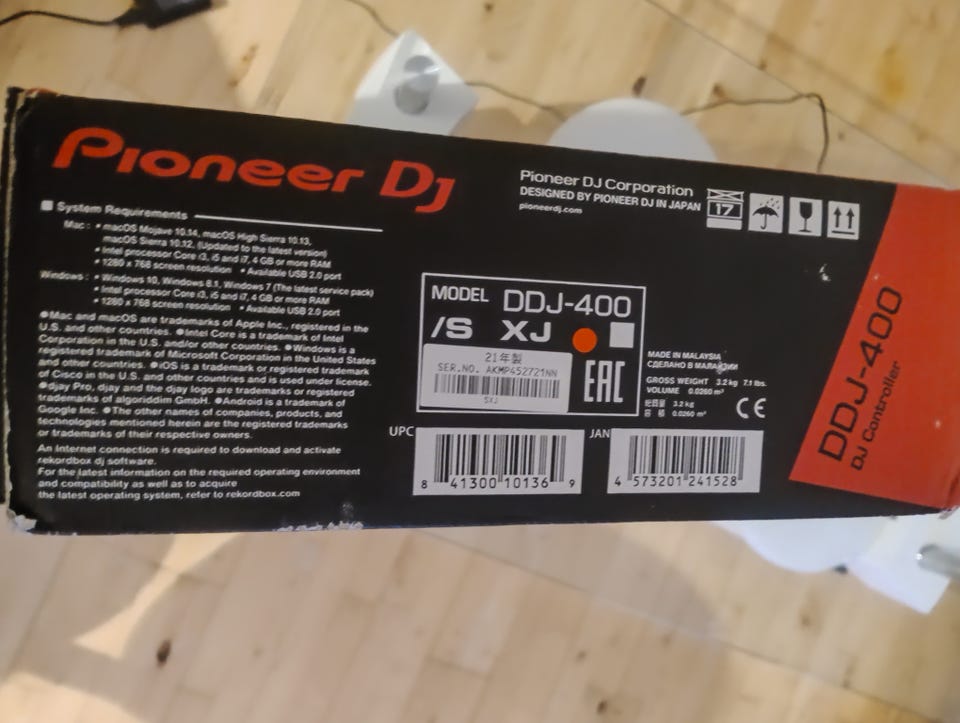 Pioneer Dj
Pioneer DJ Corporation
DESIGNED BY PIONEER DJ IN JAPAN
pioneerdj.com
17
System Requirements
Mac : • macOS Mojave 10.14, macOS High Sierra 10.13,
macOS Sierra 10.12, (Updated to the latest version)
• Intel processor Core i3, i5 and i7, 4 GB or more RAM
• 1280 x 768 screen resolution • Available USB 2.0 port
Windows : • Windows 10, Windows 8.1, Windows 7 (The latest service pack)
• Intel processor Core i3, i5 and i7, 4 GB or more RAM
• 1280 x 768 screen resolution • Available USB 2.0 port
●Mac and macOS are trademarks of Apple Inc., registered in the
U.S. and other countries. ●Intel Core is a trademark of Intel
Corporation in the U.S. and/or other countries. ●Windows is a
registered trademark of Microsoft Corporation in the United States
and other countries. ●iOS is a trademark or registered trademark
of Cisco in the U.S. and other countries and is used under license.
●djay Pro, djay and the djay logo are trademarks or registered
trademarks of algoriddim GmbH. ●Android is a trademark of
Google Inc. ●The other names of companies, products, and
technologies mentioned herein are the registered trademarks
or trademarks of their respective owners.
An Internet connection is required to download and activate
rekordbox dj software.
For the latest information on the required operating environment
and compatibility as well as to acquire
the latest operating system, refer to rekordbox.com
MODEL DDJ-400
/S XJ
21年製
SER.NO. AKMP452721NN
SXJ
EAC
MADE IN MALAYSIA
СДЕЛАНО В МАЛАЙЗИИ
GROSS WEIGHT 3.2 kg 7.1 lbs.
VOLUME 0.0260 m³
総質量 3.2 kg
容 積 0.0260 m³
CE
UPC
8 41300 10136 9
JAN
4 573201 241528
DDJ-400
DJ Controller